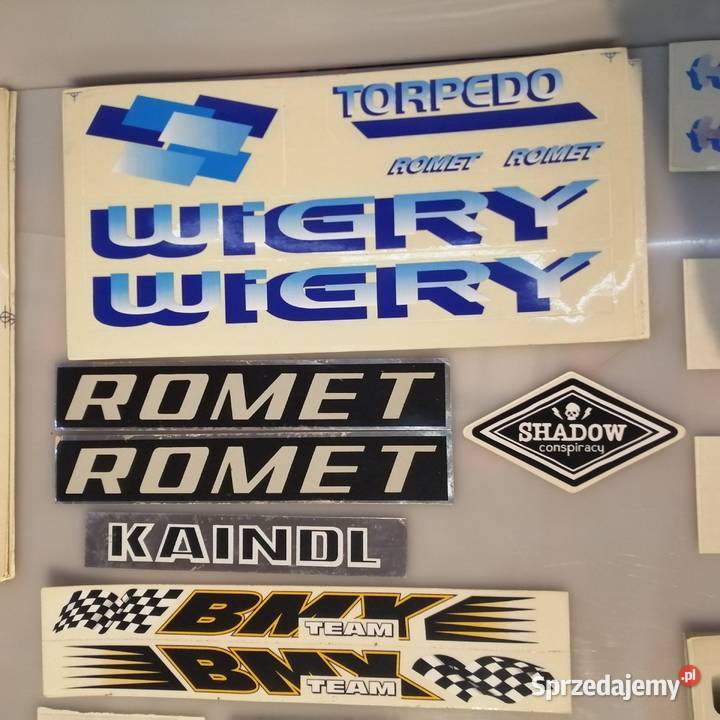 TORPEDO
ROMET ROMET
WiGRY
WiGRY
ROMET
ROMET
SHADOW
conspiracy
KAINDL
BMX
TEAM
BMX
TEAM
Sprzedajemy.pl